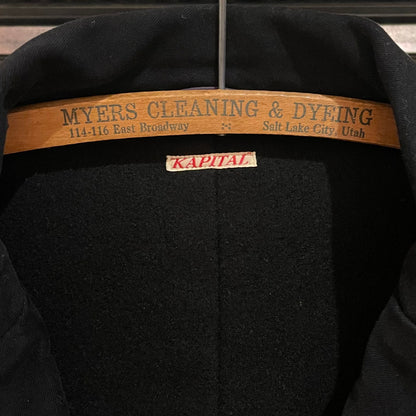 MYERS CLEANING & DYEING
114-116 East Broadway Salt Lake City, Utah
KAPITAL